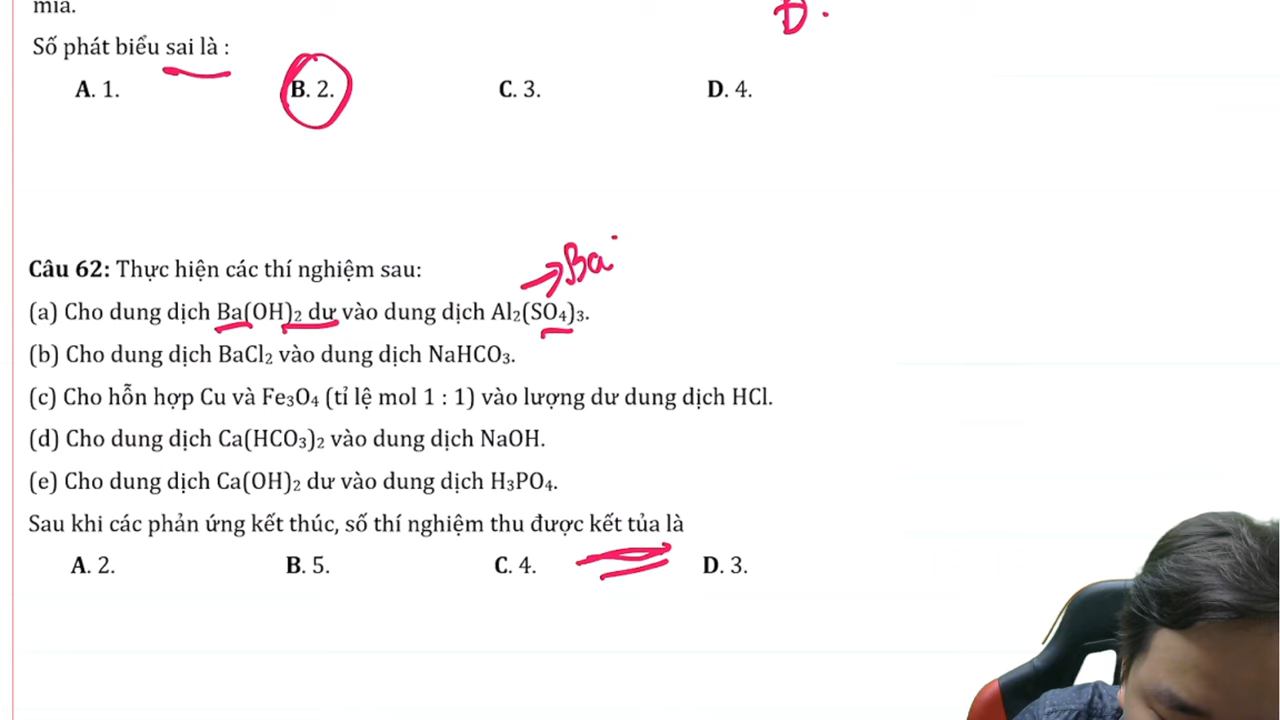 mía.
Đ.
Số phát biểu sai là :
A. 1. B. 2. C. 3. D. 4.
Câu 62: Thực hiện các thí nghiệm sau:
→Ba
(a) Cho dung dịch Ba(OH)₂ dư vào dung dịch Al₂(SO₄)₃.
(b) Cho dung dịch BaCl₂ vào dung dịch NaHCO₃.
(c) Cho hỗn hợp Cu và Fe₃O₄ (tỉ lệ mol 1 : 1) vào lượng dư dung dịch HCl.
(d) Cho dung dịch Ca(HCO₃)₂ vào dung dịch NaOH.
(e) Cho dung dịch Ca(OH)₂ dư vào dung dịch H₃PO₄.
Sau khi các phản ứng kết thúc, số thí nghiệm thu được kết tủa là
A. 2. B. 5. C. 4. D. 3.